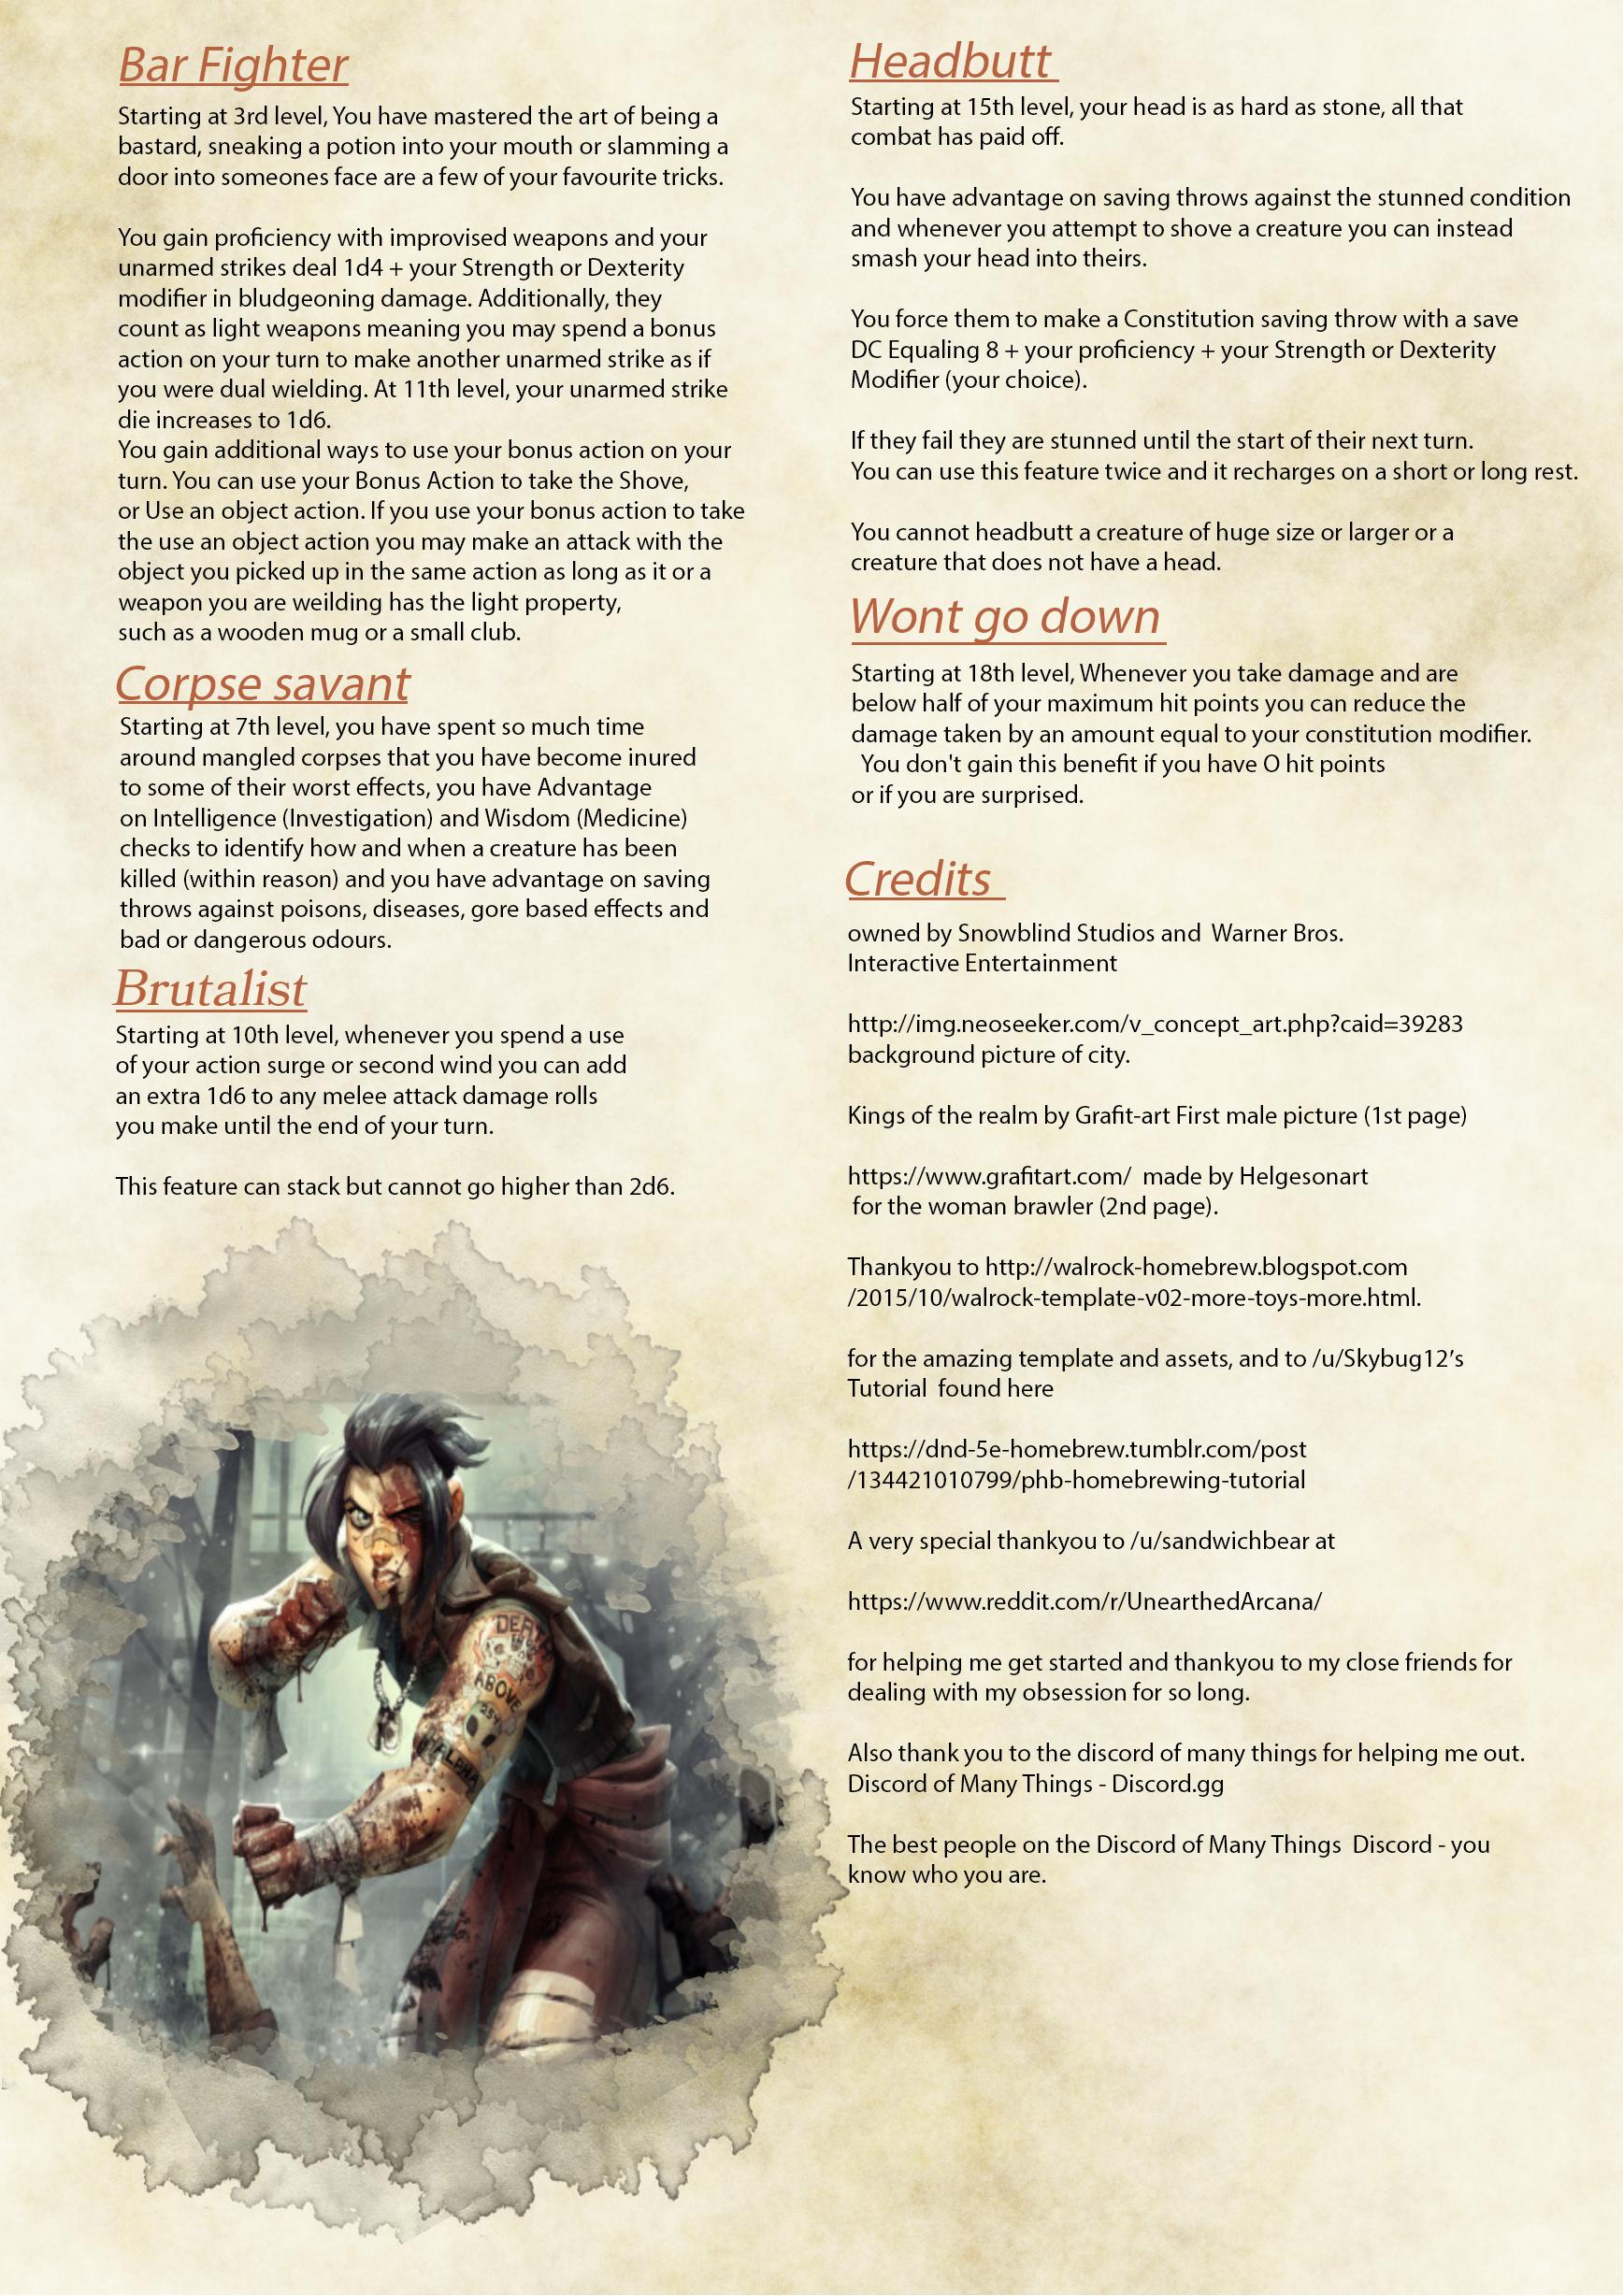 Bar Fighter
Starting at 3rd level, You have mastered the art of being a
bastard, sneaking a potion into your mouth or slamming a
door into someones face are a few of your favourite tricks.
You gain proficiency with improvised weapons and your
unarmed strikes deal 1d4 + your Strength or Dexterity
modifier in bludgeoning damage. Additionally, they
count as light weapons meaning you may spend a bonus
action on your turn to make another unarmed strike as if
you were dual wielding. At 11th level, your unarmed strike
die increases to 1d6.
You gain additional ways to use your bonus action on your
turn. You can use your Bonus Action to take the Shove,
or Use an object action. If you use your bonus action to take
the use an object action you may make an attack with the
object you picked up in the same action as long as it or a
weapon you are weilding has the light property,
such as a wooden mug or a small club.
Corpse savant
Starting at 7th level, you have spent so much time
around mangled corpses that you have become inured
to some of their worst effects, you have Advantage
on Intelligence (Investigation) and Wisdom (Medicine)
checks to identify how and when a creature has been
killed (within reason) and you have advantage on saving
throws against poisons, diseases, gore based effects and
bad or dangerous odours.
Brutalist
Starting at 10th level, whenever you spend a use
of your action surge or second wind you can add
an extra 1d6 to any melee attack damage rolls
you make until the end of your turn.
This feature can stack but cannot go higher than 2d6.
DEATH
ABOVE
ALPHA
Headbutt
Starting at 15th level, your head is as hard as stone, all that
combat has paid off.
You have advantage on saving throws against the stunned condition
and whenever you attempt to shove a creature you can instead
smash your head into theirs.
You force them to make a Constitution saving throw with a save
DC Equaling 8 + your proficiency + your Strength or Dexterity
Modifier (your choice).
If they fail they are stunned until the start of their next turn.
You can use this feature twice and it recharges on a short or long rest.
You cannot headbutt a creature of huge size or larger or a
creature that does not have a head.
Wont go down
Starting at 18th level, Whenever you take damage and are
below half of your maximum hit points you can reduce the
damage taken by an amount equal to your constitution modifier.
You don't gain this benefit if you have O hit points
or if you are surprised.
Credits
owned by Snowblind Studios and Warner Bros.
Interactive Entertainment
http://img.neoseeker.com/v_concept_art.php?caid=39283
background picture of city.
Kings of the realm by Grafit-art First male picture (1st page)
https://www.grafitart.com/ made by Helgesonart
for the woman brawler (2nd page).
Thankyou to http://walrock-homebrew.blogspot.com
/2015/10/walrock-template-v02-more-toys-more.html.
for the amazing template and assets, and to /u/Skybug12's
Tutorial found here
https://dnd-5e-homebrew.tumblr.com/post
/134421010799/phb-homebrewing-tutorial
A very special thankyou to /u/sandwichbear at
https://www.reddit.com/r/UnearthedArcana/
for helping me get started and thankyou to my close friends for
dealing with my obsession for so long.
Also thank you to the discord of many things for helping me out.
Discord of Many Things - Discord.gg
The best people on the Discord of Many Things Discord - you
know who you are.